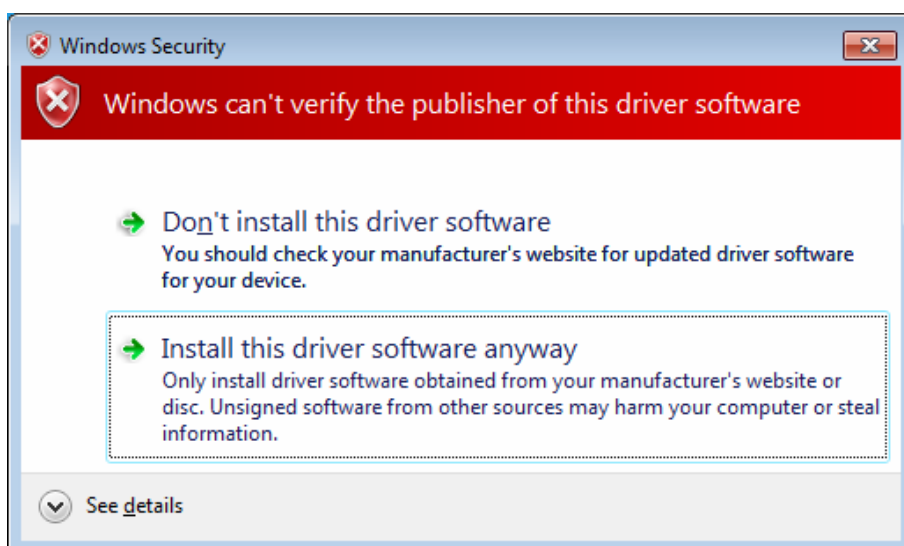 Windows Security
Windows can't verify the publisher of this driver software
Don't install this driver software
You should check your manufacturer's website for updated driver software
for your device.
Install this driver software anyway
Only install driver software obtained from your manufacturer's website or
disc. Unsigned software from other sources may harm your computer or steal
information.
See details